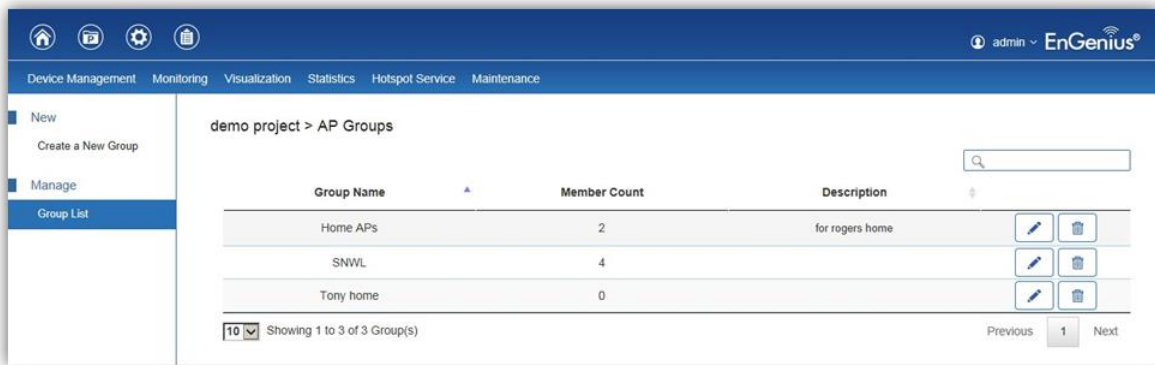 admin EnGenius®
Device Management Monitoring Visualization Statistics Hotspot Service Maintenance
New
Create a New Group
Manage
Group List
demo project > AP Groups
Group Name Member Count Description
Home APs 2 for rogers home
SNWL 4
Tony home 0
10 Showing 1 to 3 of 3 Group(s)
Previous 1 Next